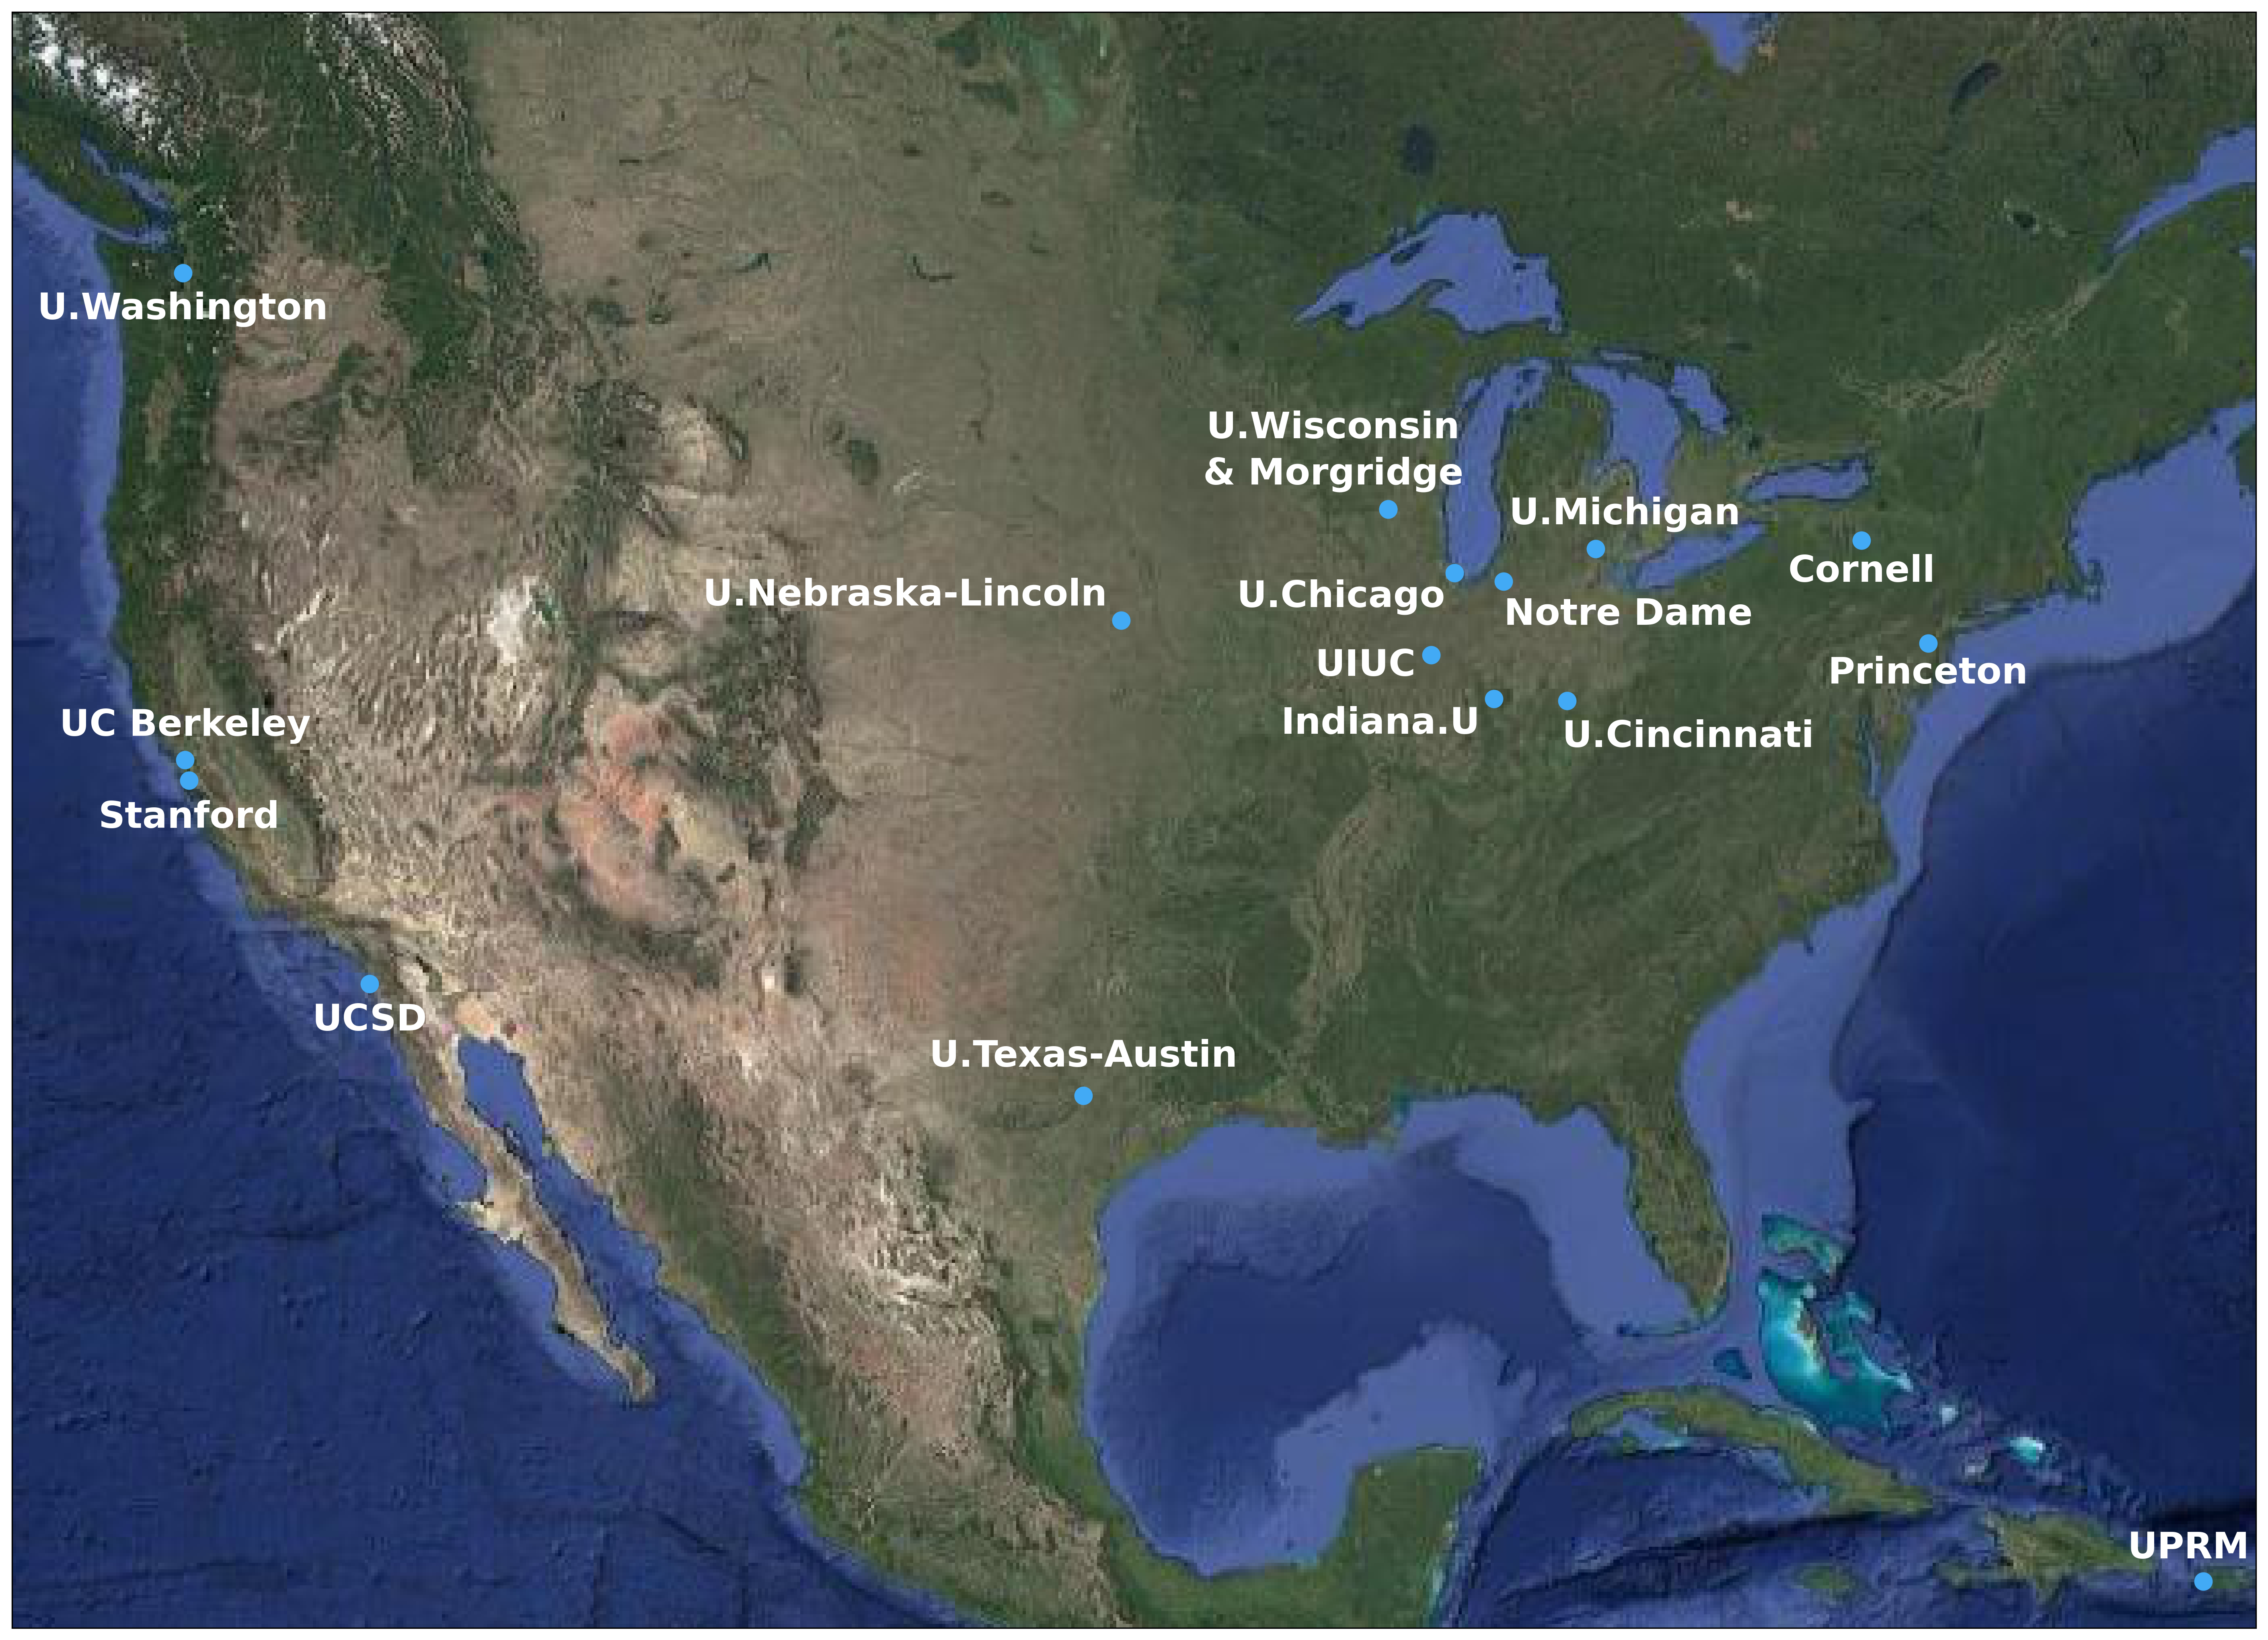 U.Washington
U.Wisconsin
& Morgridge
U.Michigan
Cornell
U.Nebraska-Lincoln
U.Chicago
Notre Dame
UIUC
Princeton
Indiana.U
U.Cincinnati
UC Berkeley
Stanford
UCSD
U.Texas-Austin
UPRM